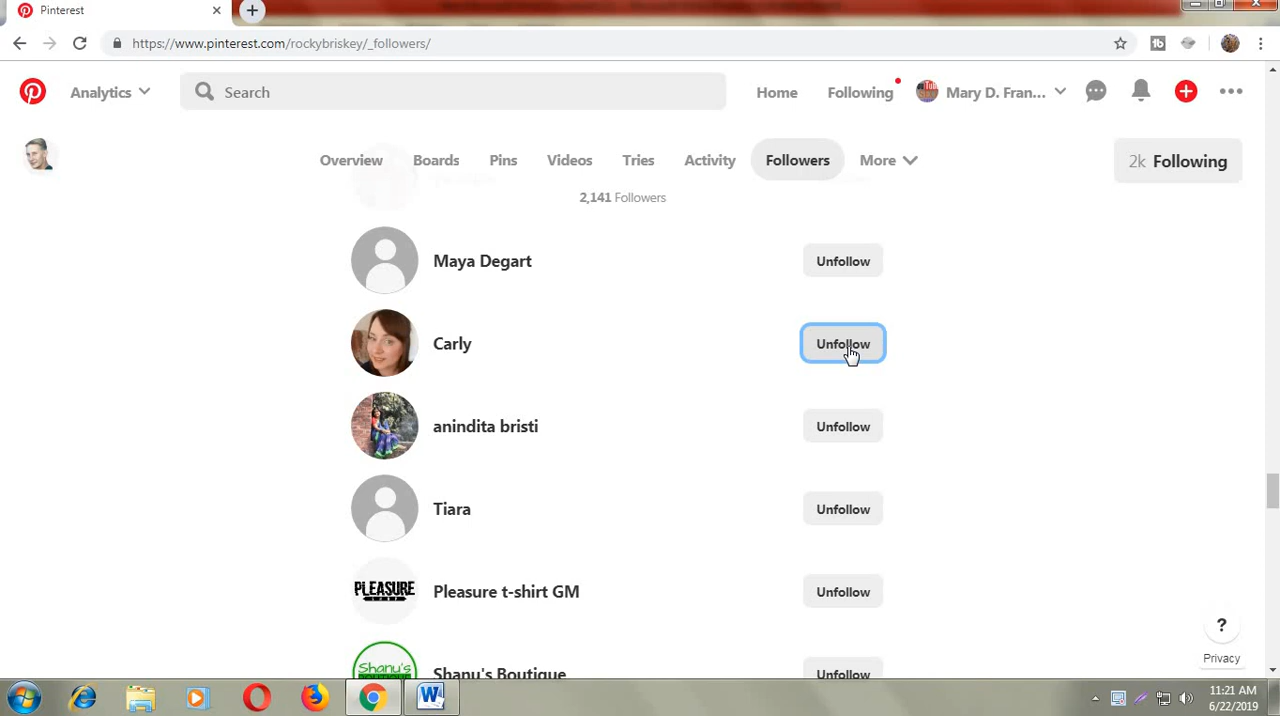 Pinterest
https://www.pinterest.com/rockybriskey/_followers/
Analytics
Search
Home
Following
Mary D. Fran...
Overview
Boards
Pins
Videos
Tries
Activity
Followers
More
2k Following
2,141 Followers
Maya Degart
Unfollow
Carly
Unfollow
anindita bristi
Unfollow
Tiara
Unfollow
PLEASURE
Pleasure t-shirt GM
Unfollow
Shanu's
Shanu's Boutique
Unfollow
?
Privacy
11:21 AM
6/22/2019